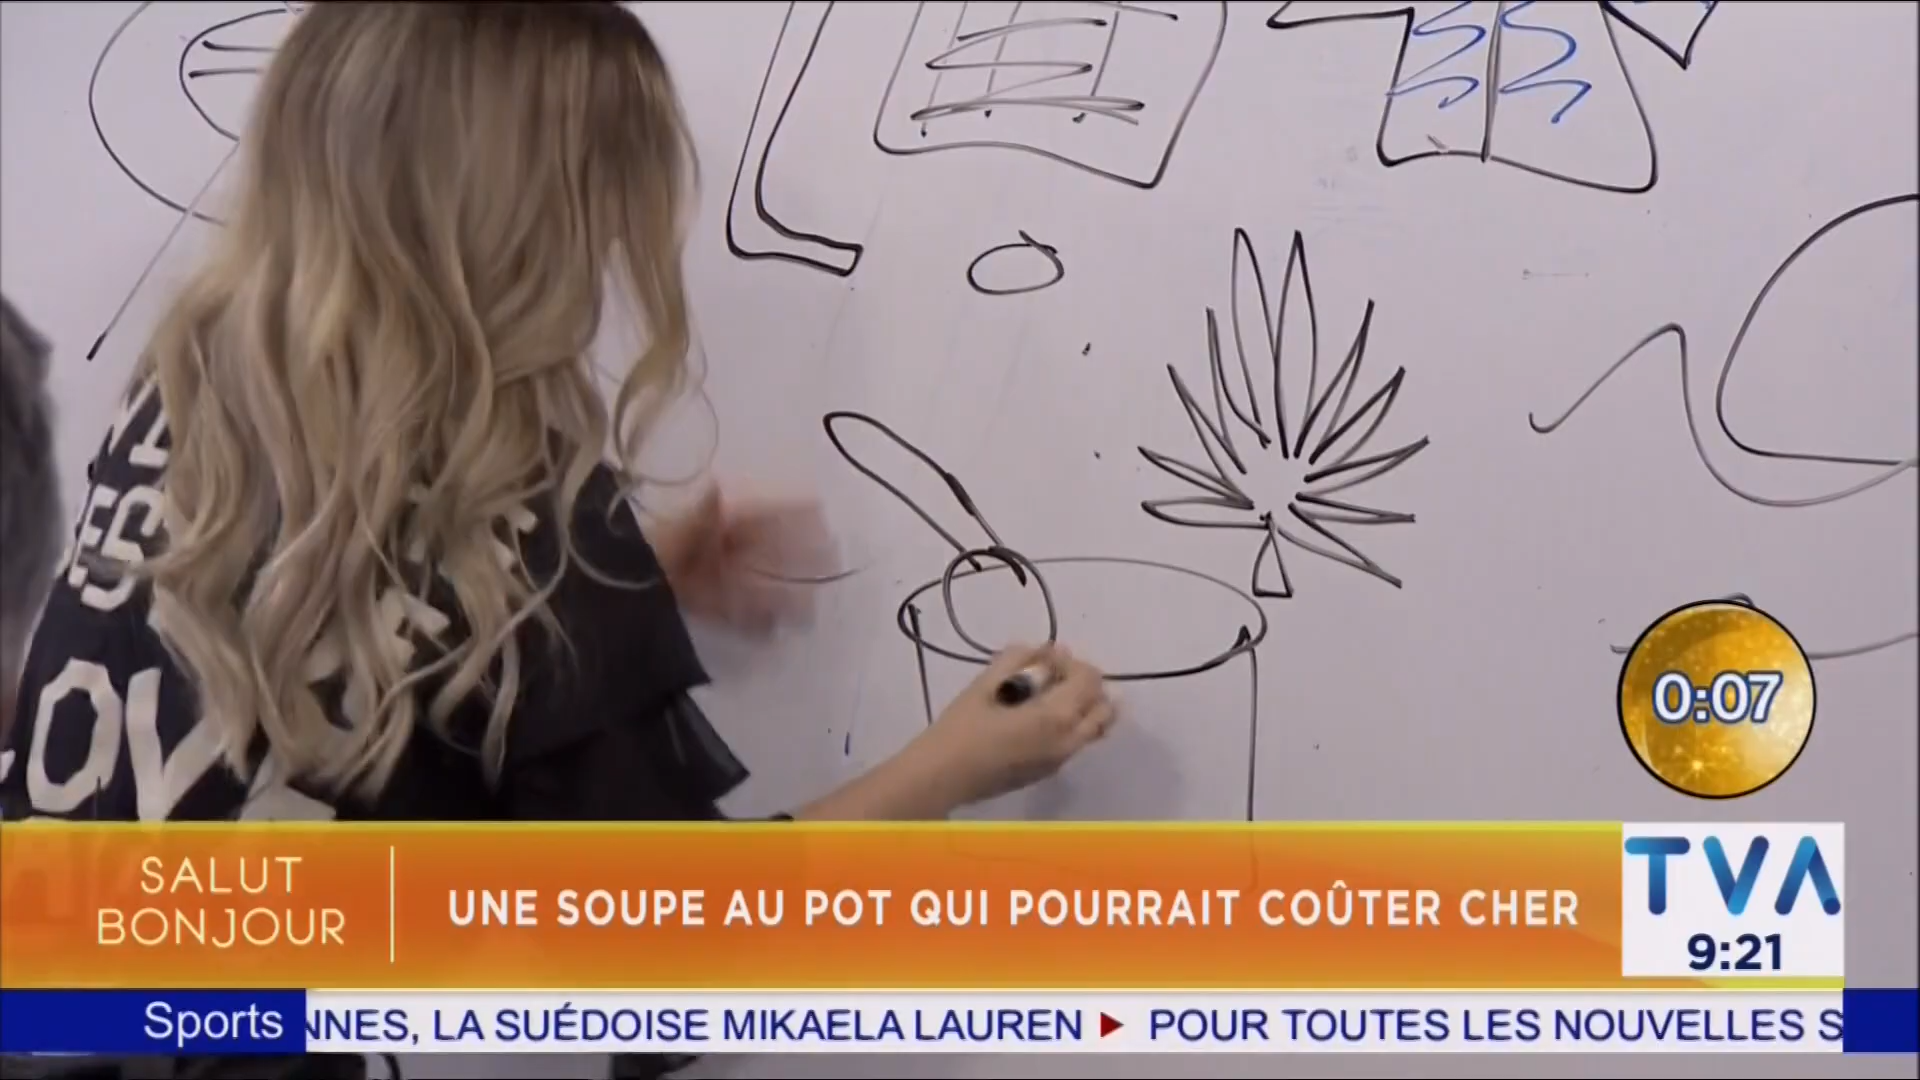 0:07
SALUT
BONJOUR
UNE SOUPE AU POT QUI POURRAIT COÛTER CHER
TVA
9:21
Sports
NNES, LA SUÉDOISE MIKAELA LAUREN ▶ POUR TOUTES LES NOUVELLES S